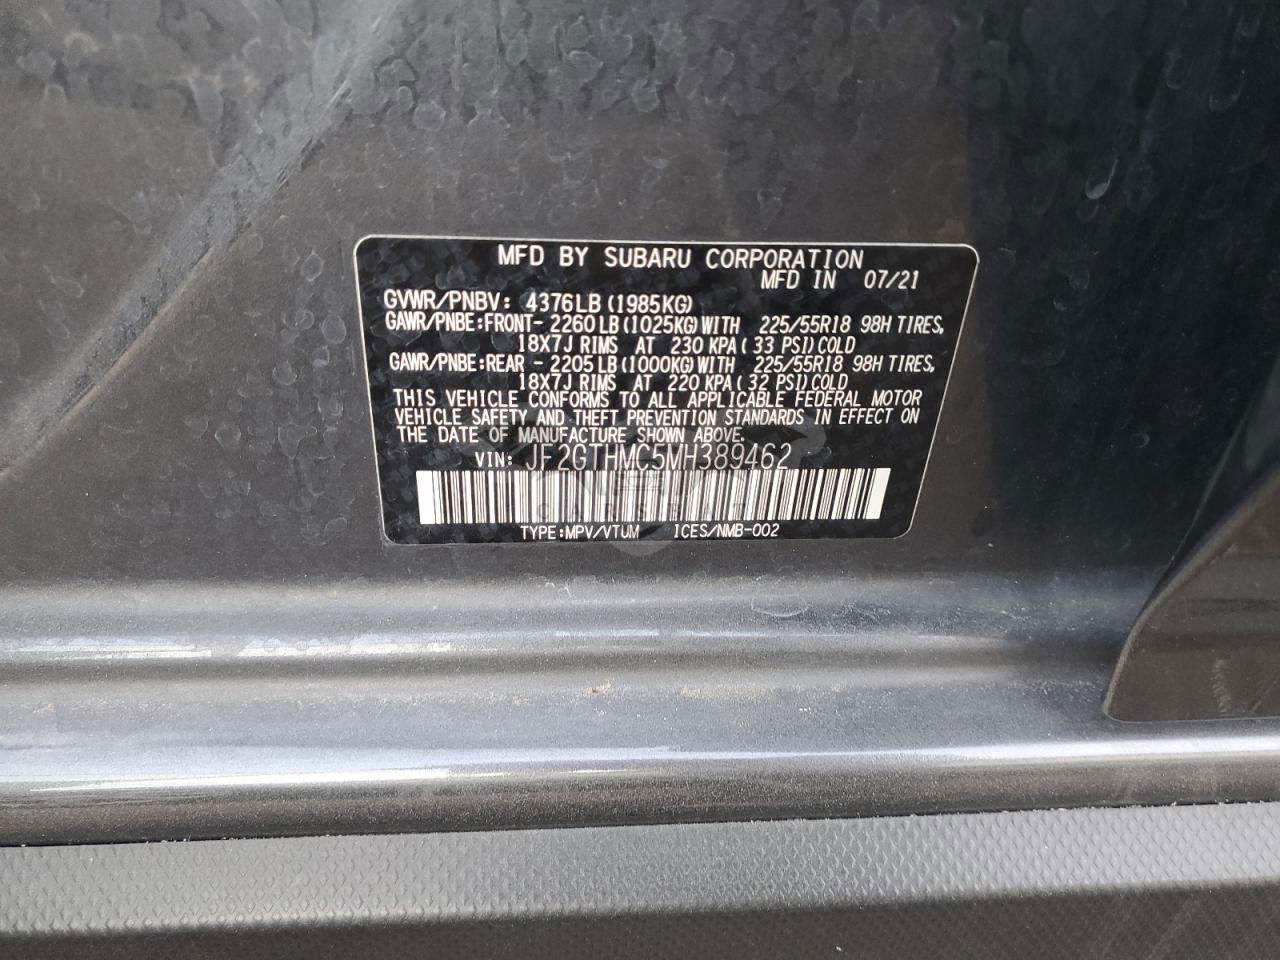 MFD BY SUBARU CORPORATION
MFD IN 07/21
GVWR/PNBV: 4376LB (1985KG)
GAWR/PNBE:FRONT- 2260LB (1025KG) WITH 225/55R18 98H TIRES,
18X7J RIMS AT 230 KPA ( 33 PSI) COLD
GAWR/PNBE:REAR - 2205LB (1000KG) WITH 225/55R18 98H TIRES,
18X7J RIMS AT 220 KPA ( 32 PSI) COLD
THIS VEHICLE CONFORMS TO ALL APPLICABLE FEDERAL MOTOR
VEHICLE SAFETY AND THEFT PREVENTION STANDARDS IN EFFECT ON
THE DATE OF MANUFACTURE SHOWN ABOVE.
VIN: JF2GTHMC5MH389462
TYPE:MPV/VTUM ICES/NMB-002